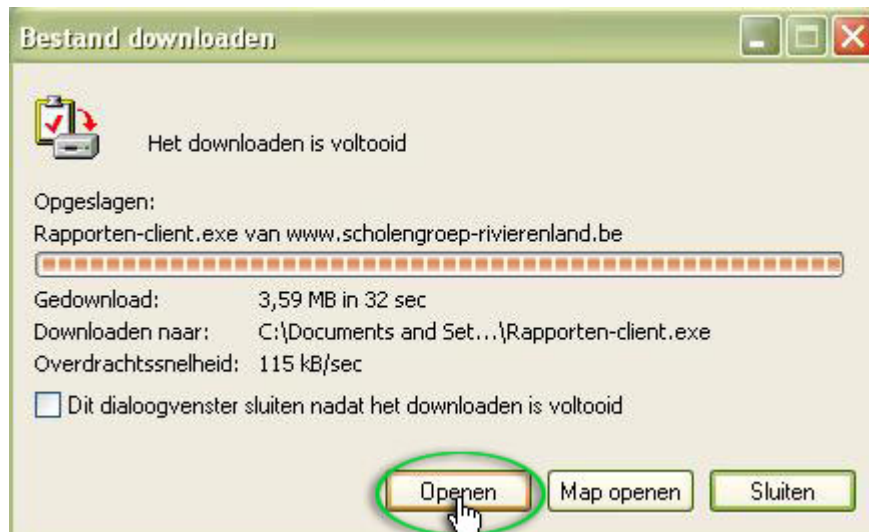 Bestand downloaden
Het downloaden is voltooid
Opgeslagen:
Rapporten-client.exe van www.scholengroep-rivierenland.be
Gedownload: 3,59 MB in 32 sec
Downloaden naar: C:\Documents and Set...\Rapporten-client.exe
Overdrachtssnelheid: 115 kB/sec
Dit dialoogvenster sluiten nadat het downloaden is voltooid
Openen Map openen Sluiten